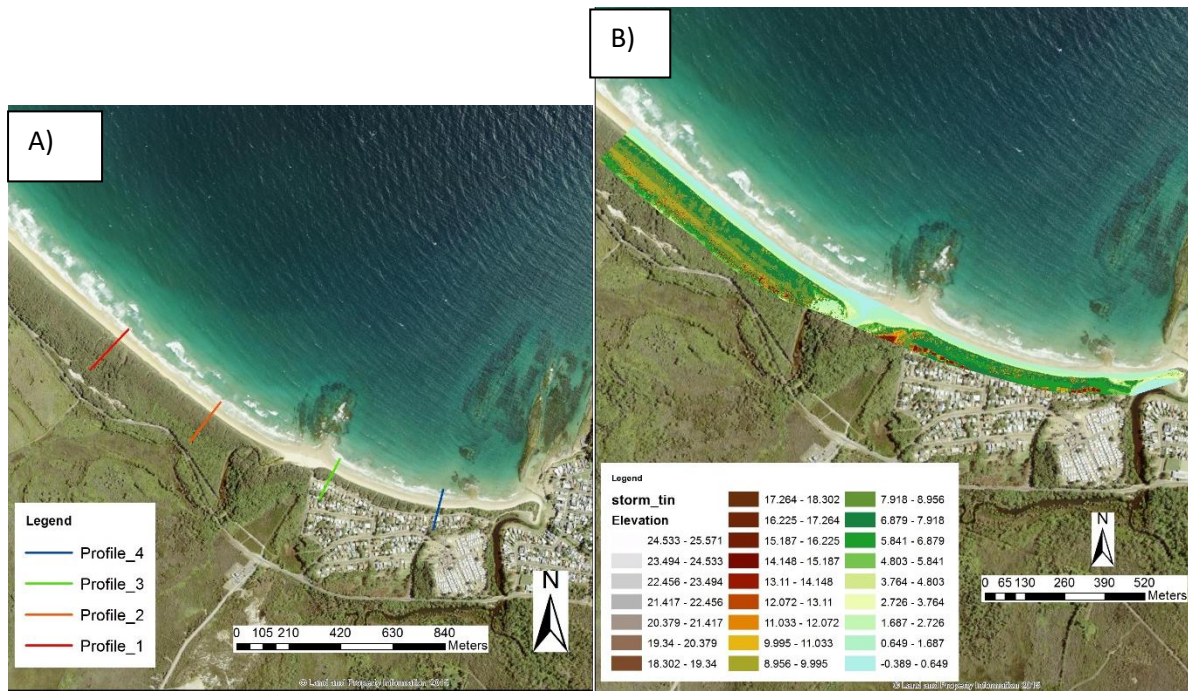 A)
Legend
Profile_4
Profile_3
Profile_2
Profile_1
N
0 105 210 420 630 840
Meters
© Land and Property Information 2015
B)
Legend
storm_tin
Elevation
24.533 - 25.571
23.494 - 24.533
22.456 - 23.494
21.417 - 22.456
20.379 - 21.417
19.34 - 20.379
18.302 - 19.34
17.264 - 18.302
16.225 - 17.264
15.187 - 16.225
14.148 - 15.187
13.11 - 14.148
12.072 - 13.11
11.033 - 12.072
9.995 - 11.033
8.956 - 9.995
7.918 - 8.956
6.879 - 7.918
5.841 - 6.879
4.803 - 5.841
3.764 - 4.803
2.726 - 3.764
1.687 - 2.726
0.649 - 1.687
-0.389 - 0.649
N
0 65 130 260 390 520
Meters
© Land and Property Information 2015